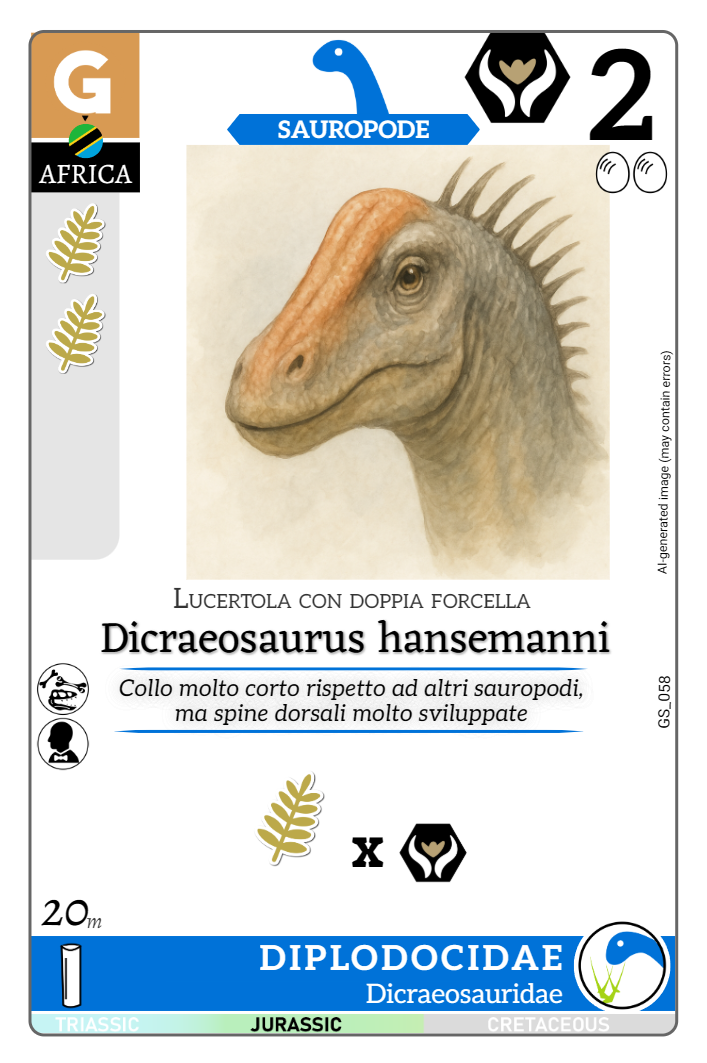 G
AFRICA
SAUROPODE
2
AI-generated image (may contain errors)
Lucertola con doppia forcella
Dicraeosaurus hansemanni
Collo molto corto rispetto ad altri sauropodi,
ma spine dorsali molto sviluppate
GS_058
x
20m
DIPLODOCIDAE
Dicraeosauridae
TRIASSIC JURASSIC CRETACEOUS